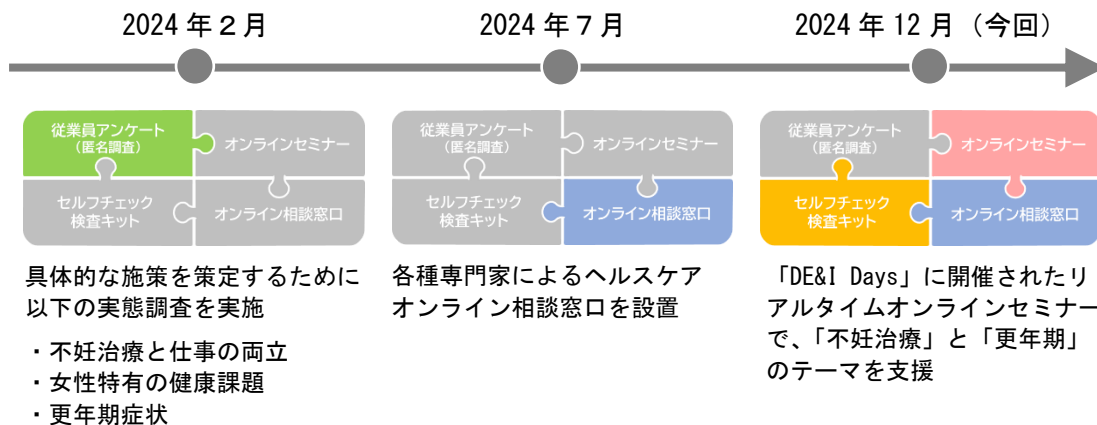 2024 年２月
従業員アンケート
（匿名調査）
オンラインセミナー
セルフチェック
検査キット
オンライン相談窓口
具体的な施策を策定するために
以下の実態調査を実施
・不妊治療と仕事の両立
・女性特有の健康課題
・更年期症状
2024 年７月
従業員アンケート
（匿名調査）
オンラインセミナー
セルフチェック
検査キット
オンライン相談窓口
各種専門家によるヘルスケア
オンライン相談窓口を設置
2024 年 12 月（今回）
従業員アンケート
（匿名調査）
オンラインセミナー
セルフチェック
検査キット
オンライン相談窓口
「DE&I Days」に開催されたリ
アルタイムオンラインセミナー
で、「不妊治療」と「更年期」
のテーマを支援